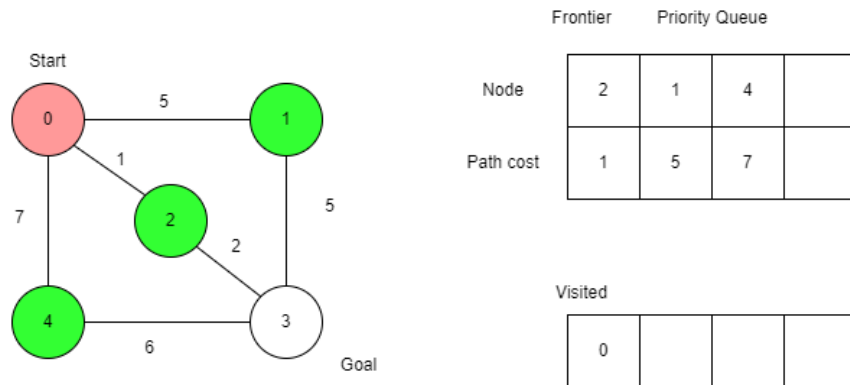 Frontier Priority Queue
Start
Node 2 1 4
0 5 1
1
Path cost 1 5 7
7 2 5
2
Visited
4 3 0
6
Goal